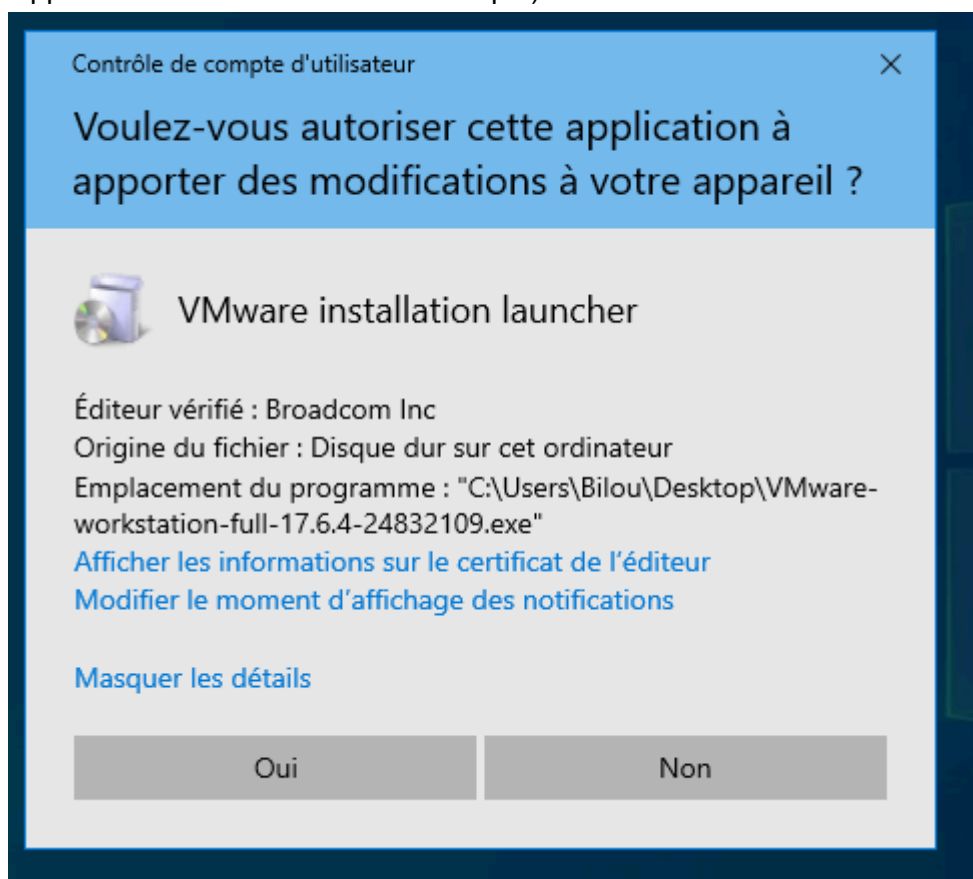 Contrôle de compte d'utilisateur
Voulez-vous autoriser cette application à
apporter des modifications à votre appareil ?
VMware installation launcher
Éditeur vérifié : Broadcom Inc
Origine du fichier : Disque dur sur cet ordinateur
Emplacement du programme : "C:\Users\Bilou\Desktop\VMware-
workstation-full-17.6.4-24832109.exe"
Afficher les informations sur le certificat de l’éditeur
Modifier le moment d’affichage des notifications
Masquer les détails
Oui
Non